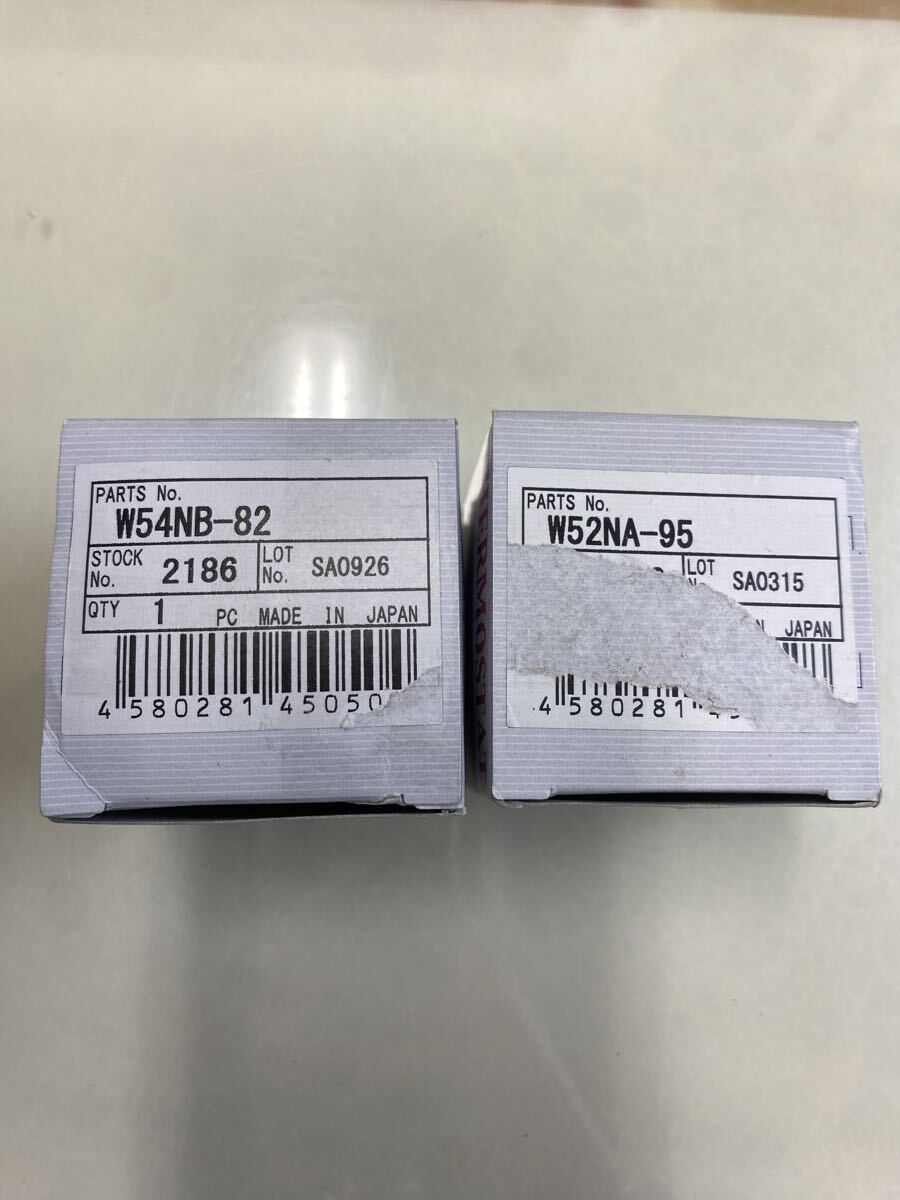 PARTS No.
W54NB-82
STOCK No. 2186 LOT No. SA0926
QTY 1 PC MADE IN JAPAN
4 580281 45050
PARTS No.
W52NA-95
LOT SA0315
JAPAN
4 580281
THERMOSTAT